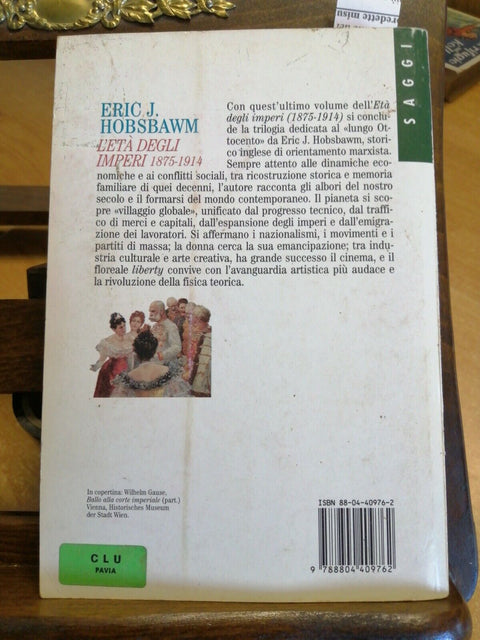 predette misu
SAGGI
ERIC J.
HOBSBAWM
L'ETÀ DEGLI
IMPERI 1875-1914
Con quest'ultimo volume dell'Età
degli imperi (1875-1914) si conclu-
de la trilogia dedicata al «lungo Ot-
tocento» da Eric J. Hobsbawm, stori-
co inglese di orientamento marxista.
Sempre attento alle dinamiche eco-
nomiche e ai conflitti sociali, tra ricostruzione storica e memoria
familiare di quei decenni, l'autore racconta gli albori del nostro
secolo e il formarsi del mondo contemporaneo. Il pianeta si sco-
pre «villaggio globale», unificato dal progresso tecnico, dal traffi-
co di merci e capitali, dall'espansione degli imperi e dall'emigra-
zione dei lavoratori. Si affermano i nazionalismi, i movimenti e i
partiti di massa; la donna cerca la sua emancipazione; tra indu-
stria culturale e arte creativa, ha grande successo il cinema, e il
floreale liberty convive con l'avanguardia artistica più audace e
la rivoluzione della fisica teorica.
In copertina: Wilhelm Gause,
Ballo alla corte imperiale (part.)
Vienna, Historisches Museum
der Stadt Wien.
CLU
PAVIA
ISBN 88-04-40976-2
9 788804 409762